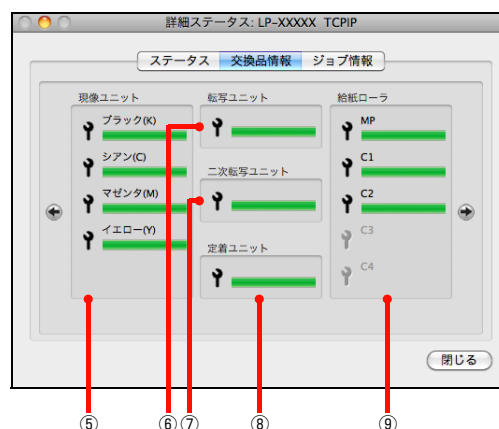 詳細ステータス: LP-XXXXX TCPIP
ステータス 交換品情報 ジョブ情報
現像ユニット
ブラック(K)
シアン(C)
マゼンタ(M)
イエロー(Y)
転写ユニット
二次転写ユニット
定着ユニット
給紙ローラ
MP
C1
C2
C3
C4
閉じる
⑤ ⑥ ⑦ ⑧ ⑨